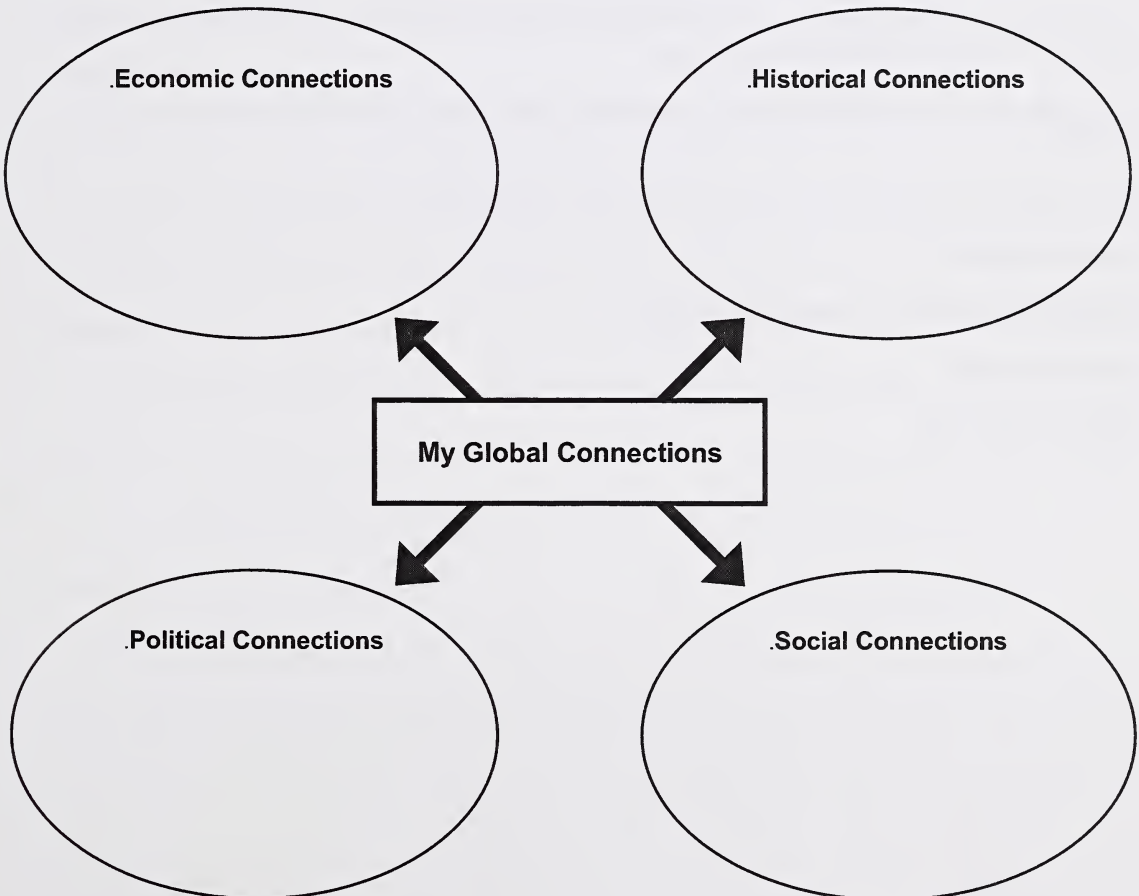 .Economic Connections
.Historical Connections
My Global Connections
.Political Connections
.Social Connections